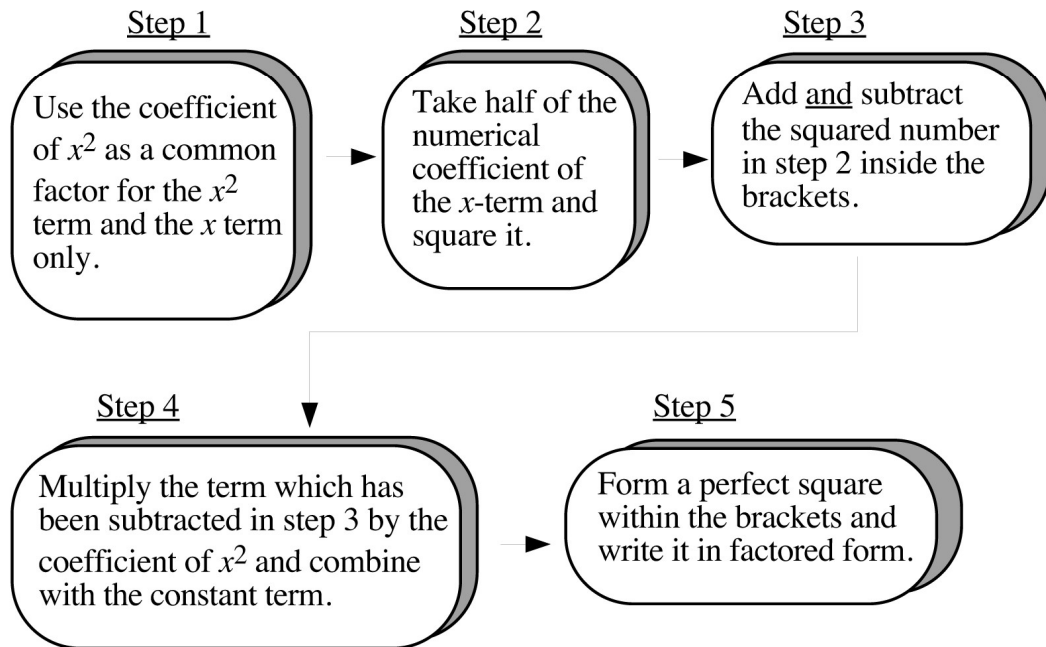 Step 1
Use the coefficient
of x² as a common
factor for the x²
term and the x term
only.
Step 2
Take half of the
numerical
coefficient of
the x-term and
square it.
Step 3
Add and subtract
the squared number
in step 2 inside the
brackets.
Step 4
Multiply the term which has
been subtracted in step 3 by the
coefficient of x² and combine
with the constant term.
Step 5
Form a perfect square
within the brackets and
write it in factored form.